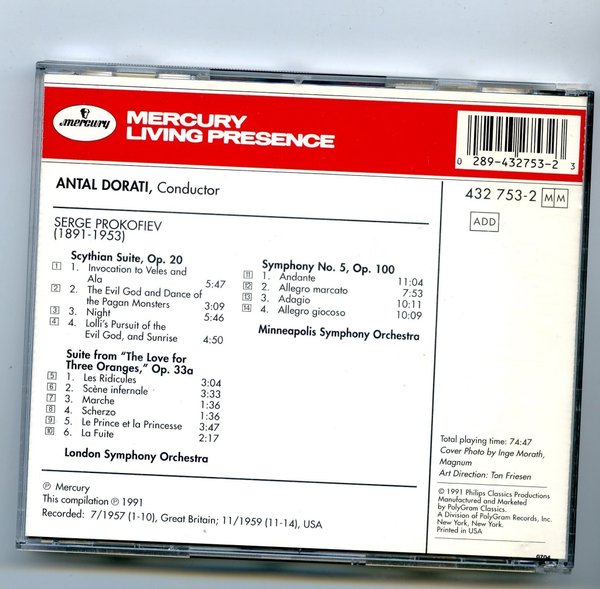 mercury
MERCURY
LIVING PRESENCE
0 289-432753-2 3
ANTAL DORATI, Conductor
432 753-2 MM
ADD
SERGE PROKOFIEV
(1891-1953)
Scythian Suite, Op. 20
1 1. Invocation to Veles and
Ala 5:47
2 2. The Evil God and Dance of
the Pagan Monsters 3:09
3 3. Night 5:46
4 4. Lolli's Pursuit of the
Evil God, and Sunrise 4:50
Suite from "The Love for
Three Oranges," Op. 33a
5 1. Les Ridicules 3:04
6 2. Scène infernale 3:33
7 3. Marche 1:36
8 4. Scherzo 1:36
9 5. Le Prince et la Princesse 3:47
10 6. La Fuite 2:17
London Symphony Orchestra
Symphony No. 5, Op. 100
11 1. Andante 11:04
12 2. Allegro marcato 7:53
13 3. Adagio 10:11
14 4. Allegro giocoso 10:09
Minneapolis Symphony Orchestra
Total playing time: 74:47
Cover Photo by Inge Morath,
Magnum
Art Direction: Ton Friesen
℗ Mercury
This compilation ℗ 1991
Recorded: 7/1957 (1-10), Great Britain; 11/1959 (11-14), USA
© 1991 Philips Classics Productions
Manufactured and Marketed
by PolyGram Classics.
A Division of PolyGram Records, Inc.
New York, New York.
Printed in USA
0704